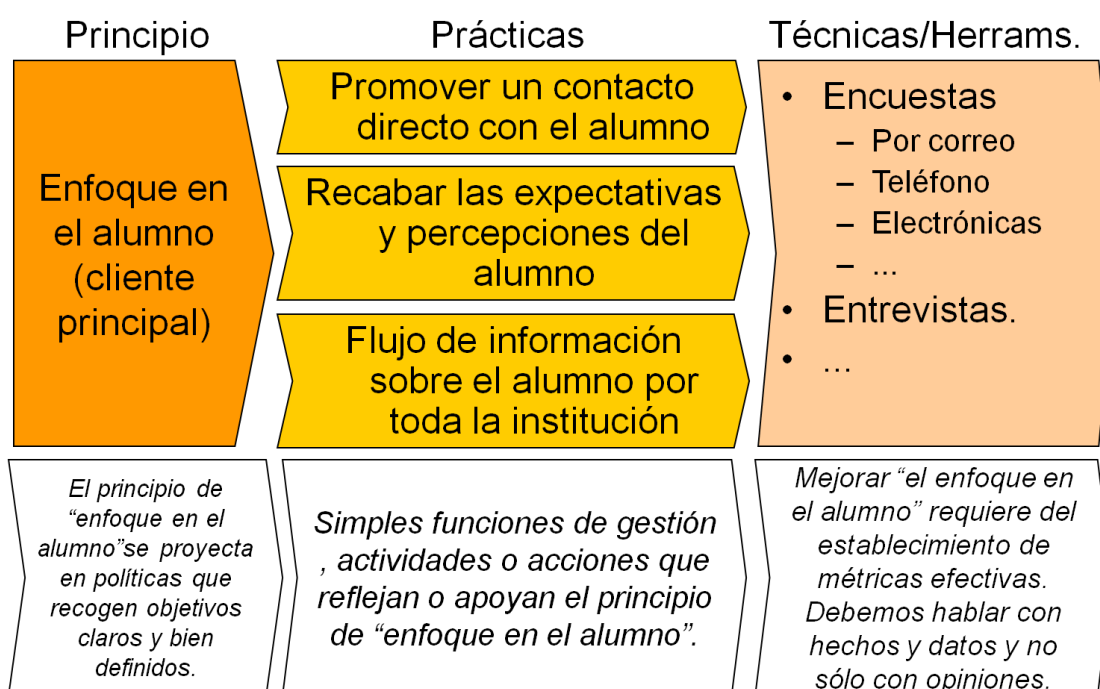 Principio
Prácticas
Técnicas/Herrams.
Enfoque en
el alumno
(cliente
principal)
Promover un contacto
directo con el alumno
Recabar las expectativas
y percepciones del
alumno
Flujo de información
sobre el alumno por
toda la institución
• Encuestas
– Por correo
– Teléfono
– Electrónicas
– ...
• Entrevistas.
• ...
El principio de
“enfoque en el
alumno”se proyecta
en políticas que
recogen objetivos
claros y bien
definidos.
Simples funciones de gestión
, actividades o acciones que
reflejan o apoyan el principio
de “enfoque en el alumno”.
Mejorar “el enfoque en
el alumno” requiere del
establecimiento de
métricas efectivas.
Debemos hablar con
hechos y datos y no
sólo con opiniones.